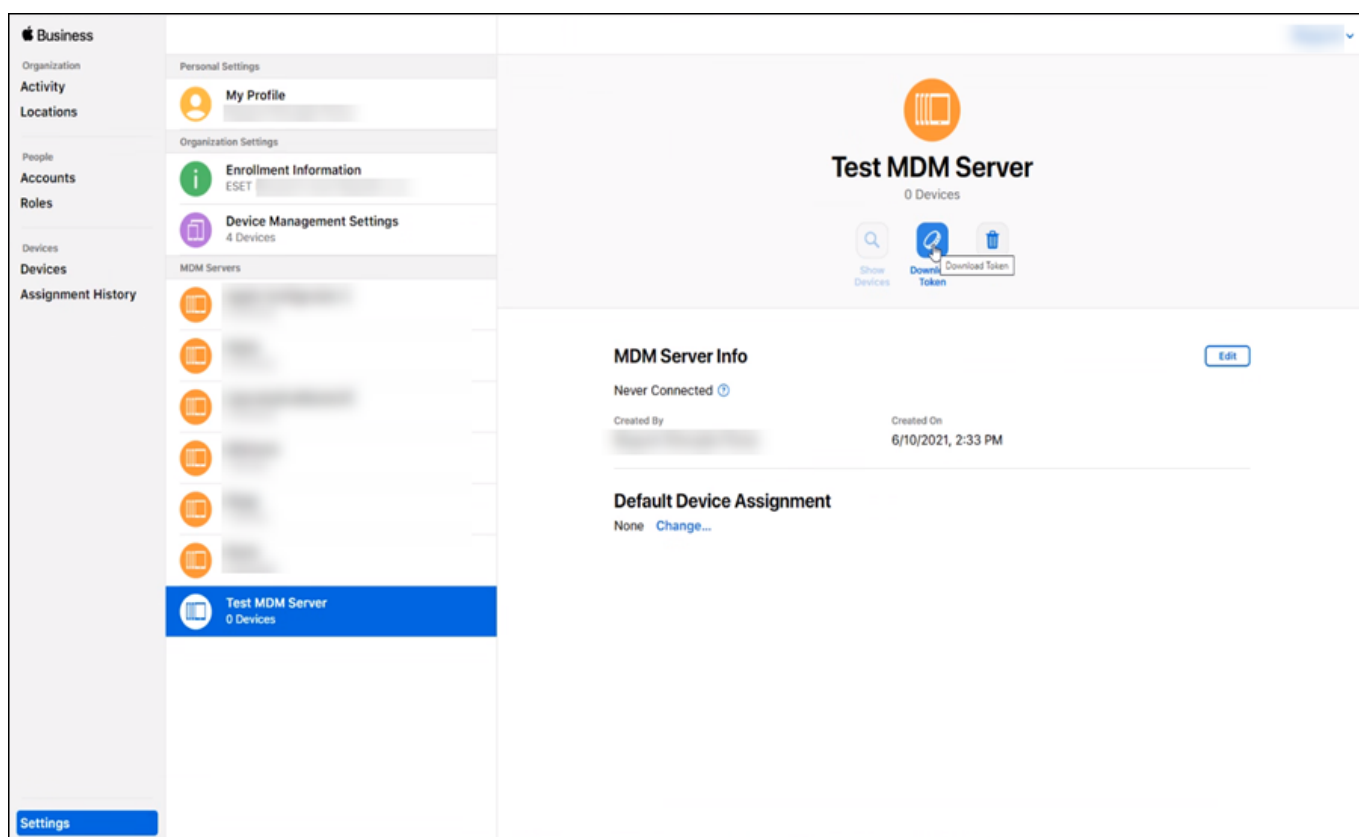 Business
Organization
Activity
Locations
People
Accounts
Roles
Devices
Devices
Assignment History
Settings
Personal Settings
My Profile
Organization Settings
Enrollment Information
ESET
Device Management Settings
4 Devices
MDM Servers
Test MDM Server
0 Devices
Test MDM Server
0 Devices
Show
Devices
Downl
Token
Download Token
MDM Server Info
Edit
Never Connected
Created By
Created On
6/10/2021, 2:33 PM
Default Device Assignment
None Change...